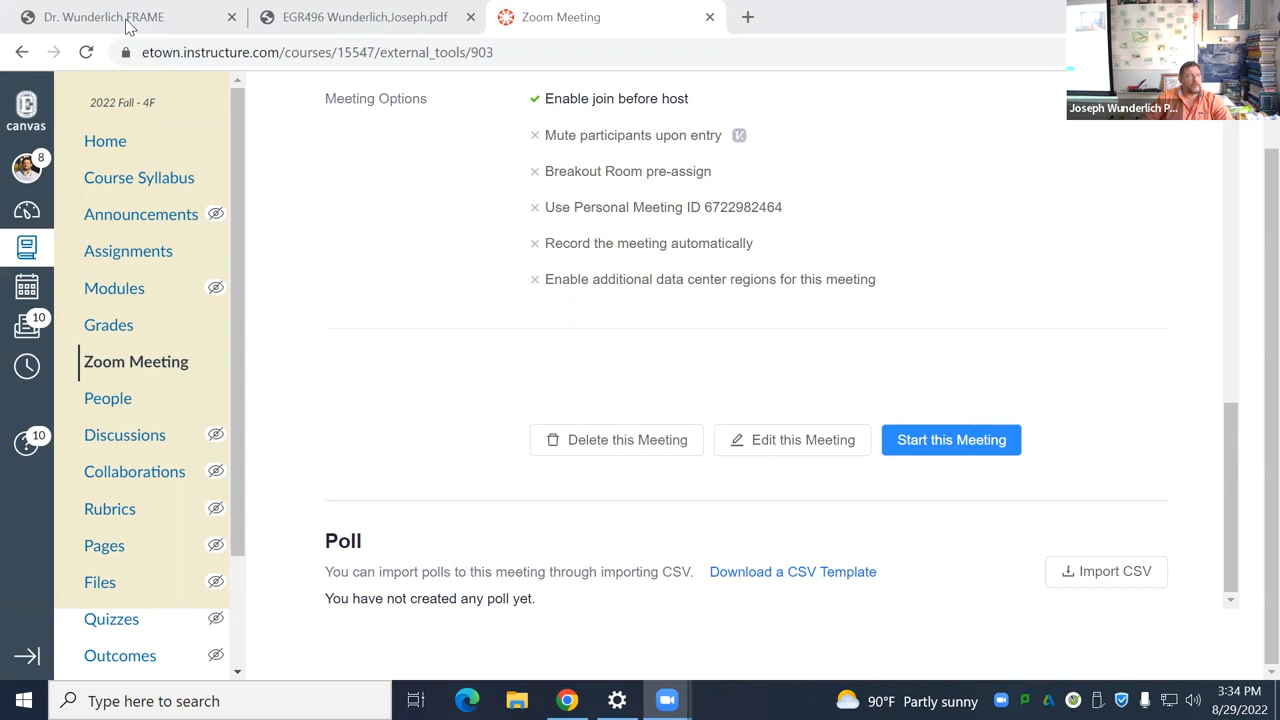 Dr. Wunderlich FRAME
EGR496 Wunderlich Joseph.pdf
Zoom Meeting
etown.instructure.com/courses/15547/external_tools/903
Joseph Wunderlich P...
canvas
8
10
10
2022 Fall - 4F
Home
Course Syllabus
Announcements
Assignments
Modules
Grades
Zoom Meeting
People
Discussions
Collaborations
Rubrics
Pages
Files
Quizzes
Outcomes
Meeting Options
Enable join before host
Mute participants upon entry
Breakout Room pre-assign
Use Personal Meeting ID 6722982464
Record the meeting automatically
Enable additional data center regions for this meeting
Delete this Meeting
Edit this Meeting
Start this Meeting
Poll
You can import polls to this meeting through importing CSV. Download a CSV Template
Import CSV
You have not created any poll yet.
Type here to search
90°F Partly sunny
3:34 PM
8/29/2022